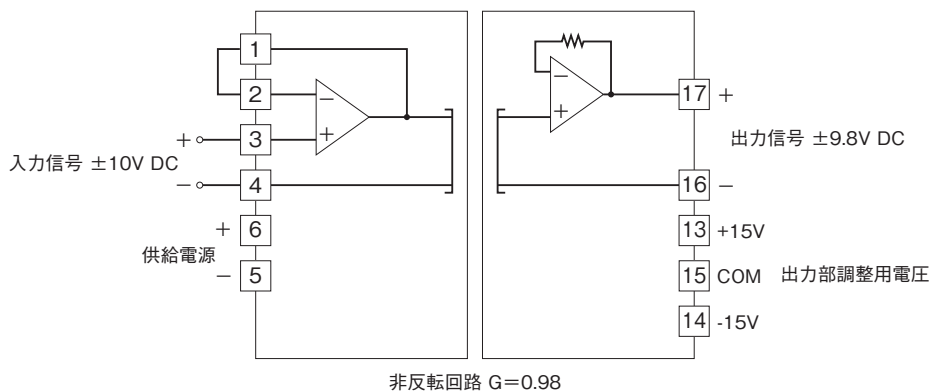 1
2
3
4
6
5
+
−
入力信号 ±10V DC
+
−
供給電源
−
+
−
+
17 +
出力信号 ±9.8V DC
16 −
13 +15V
15 COM 出力部調整用電圧
14 -15V
非反転回路 G=0.98